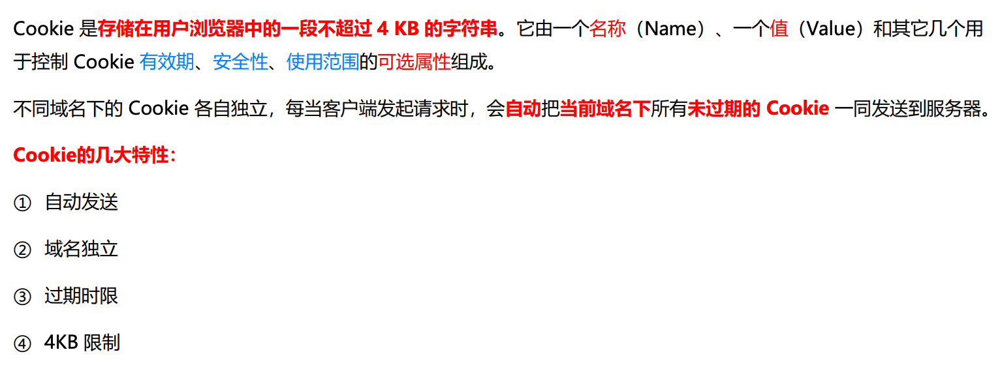 Cookie 是存储在用户浏览器中的一段不超过 4 KB 的字符串。它由一个名称（Name）、一个值（Value）和其它几个用
于控制 Cookie 有效期、安全性、使用范围的可选属性组成。
不同域名下的 Cookie 各自独立，每当客户端发起请求时，会自动把当前域名下所有未过期的 Cookie 一同发送到服务器。
Cookie的几大特性：
① 自动发送
② 域名独立
③ 过期时限
④ 4KB 限制